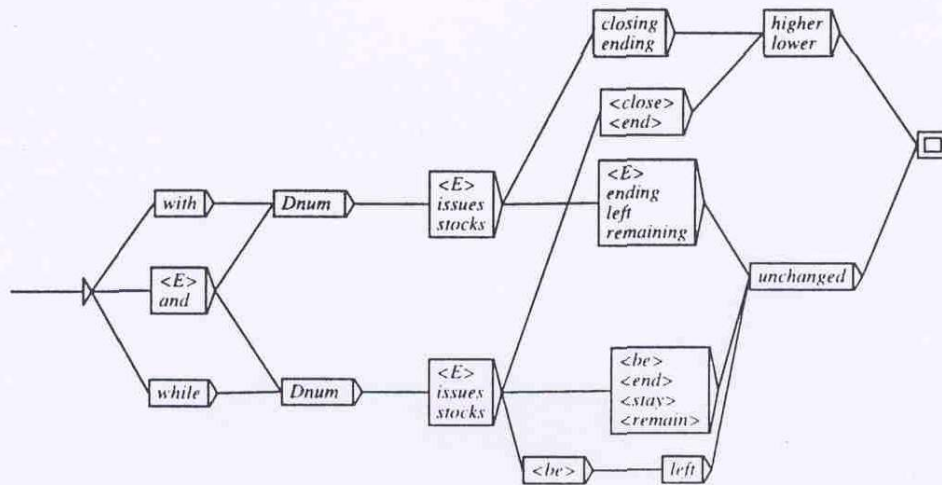 closing
ending
higher
lower
<close>
<end>
<E>
issues
stocks
<E>
ending
left
remaining
with
Dnum
<E>
and
unchanged
while
Dnum
<E>
issues
stocks
<be>
<end>
<stay>
<remain>
<be>
left